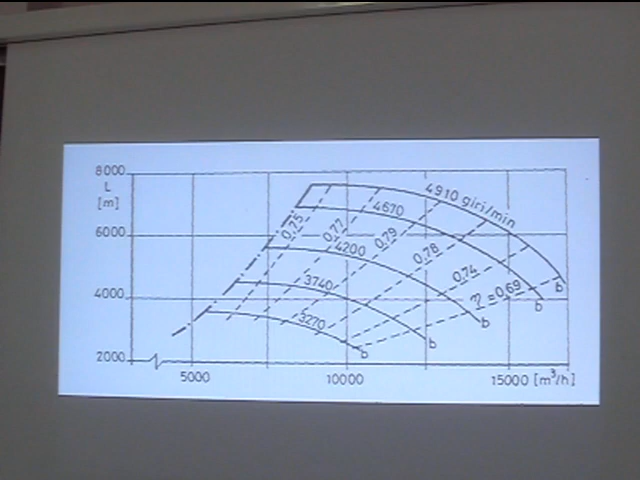 8000
L
[m]
6000
4000
2000
5000
10000
15000 [m³/h]
4910 giri/min
4670
4200
3740
3270
0,75
0,77
0,79
0,78
0,74
η = 0,69
b
b
b
b
b